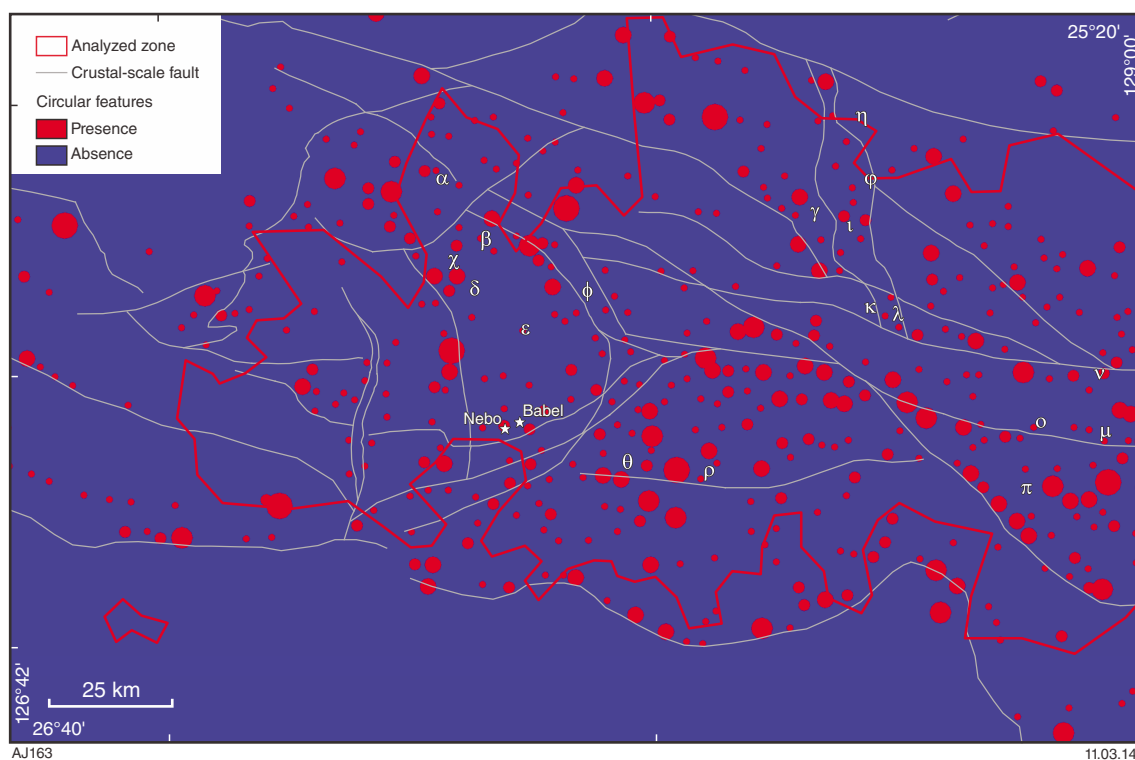 Analyzed zone
Crustal-scale fault
Circular features
Presence
Absence
25°20'
129°00'
η
α
φ
γ
ι
β
χ
δ
ϕ
ε
κ
λ
ν
Nebo
Babel
ο
μ
θ
ρ
π
126°42'
25 km
26°40'
AJ163
11.03.14